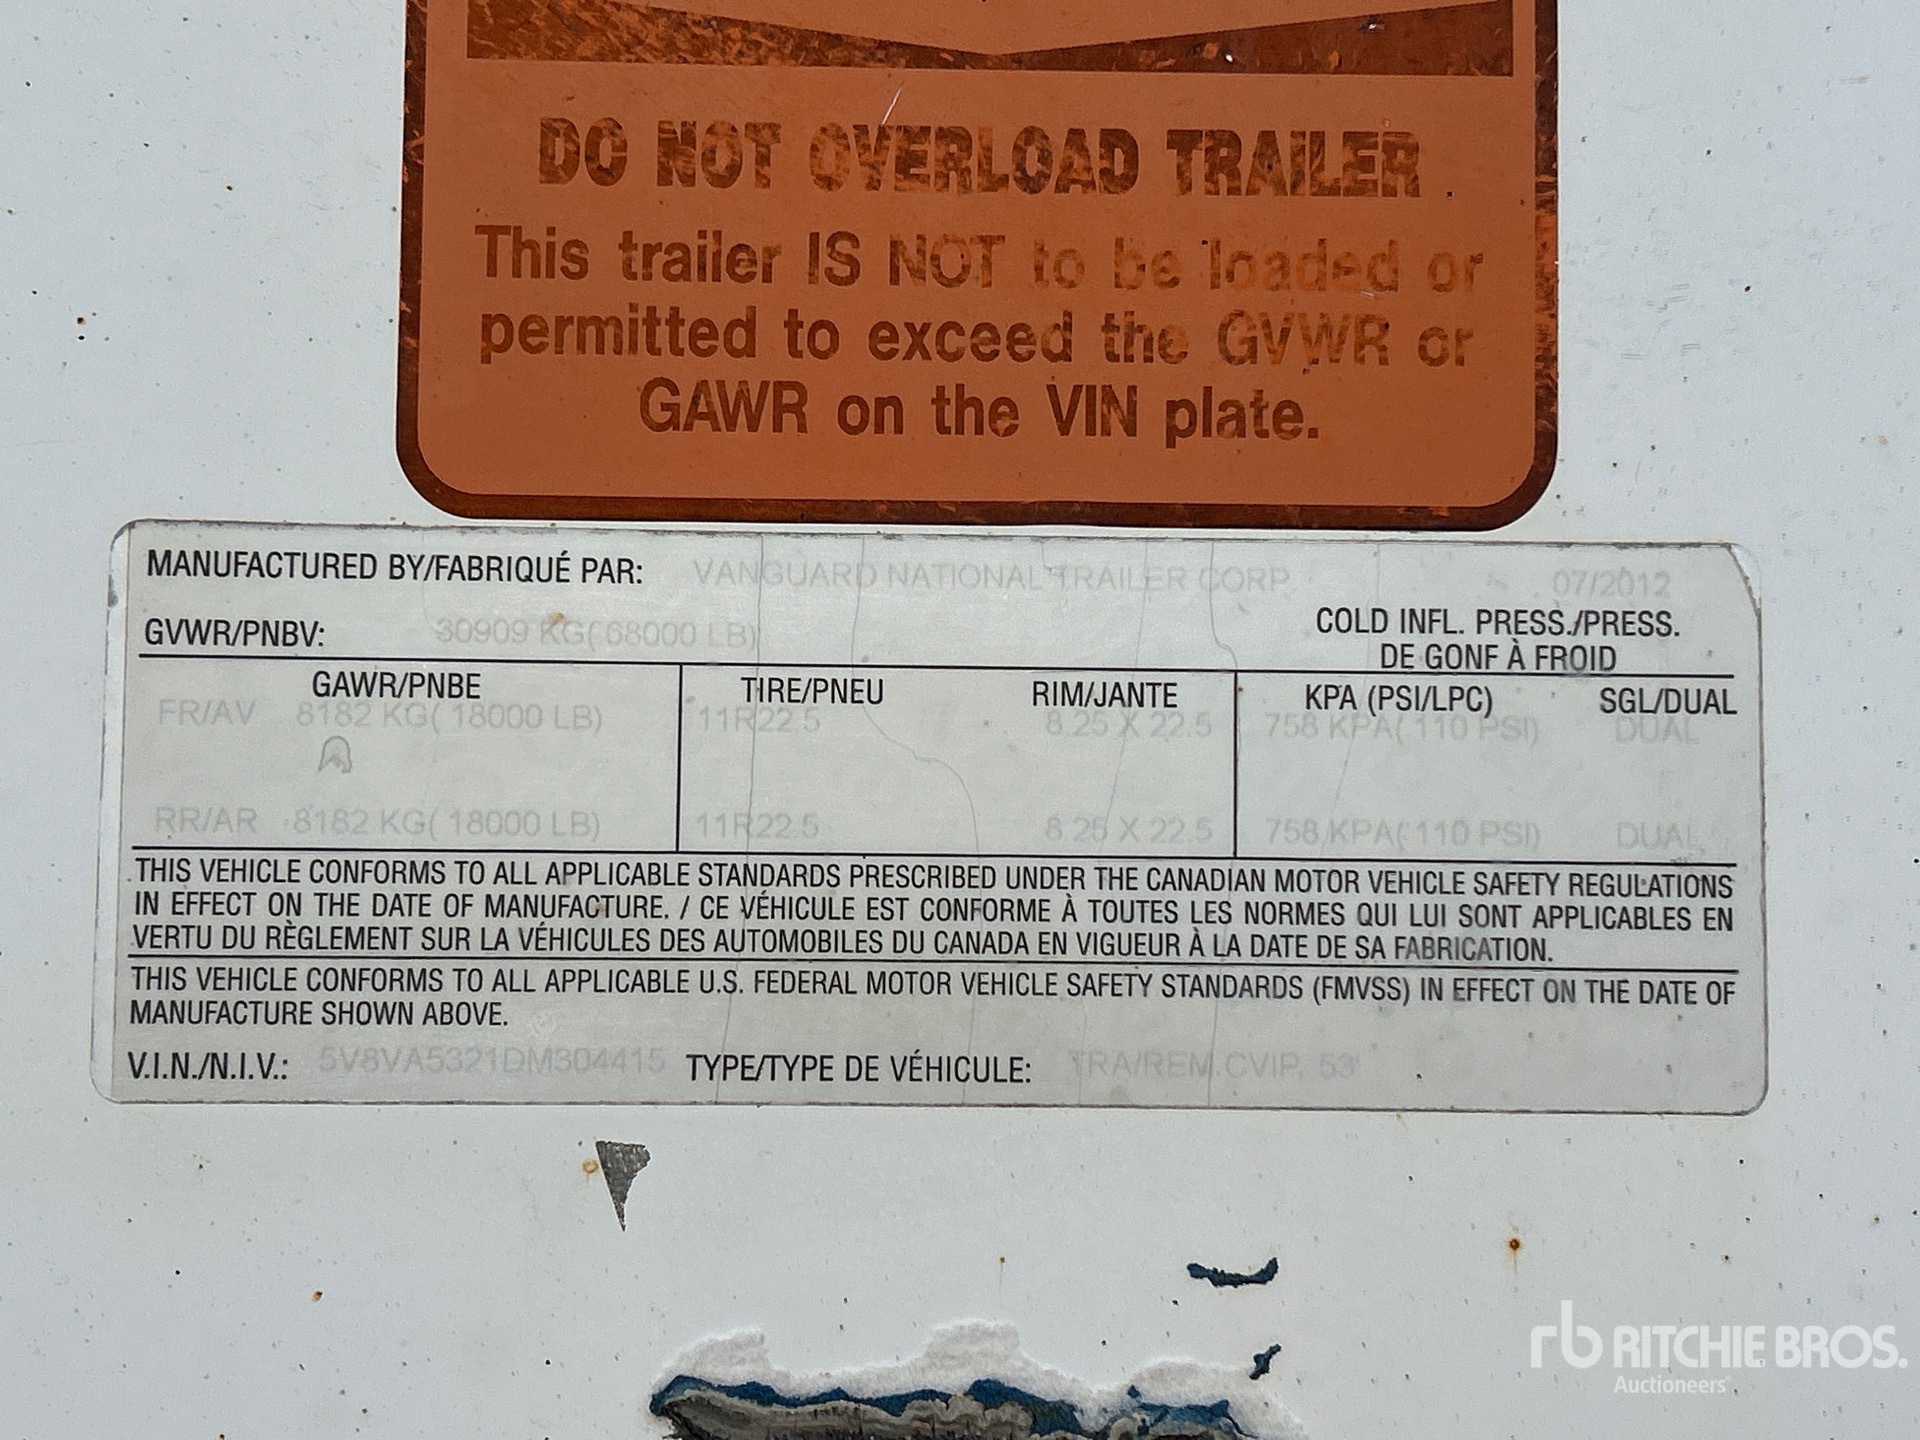 DO NOT OVERLOAD TRAILER
This trailer IS NOT to be loaded or
permitted to exceed the GVWR or
GAWR on the VIN plate.
MANUFACTURED BY/FABRIQUÉ PAR: VANGUARD NATIONAL TRAILER CORP. 07/2012
GVWR/PNBV: 30909 KG( 68000 LB)
COLD INFL. PRESS./PRESS.
DE GONF À FROID
GAWR/PNBE TIRE/PNEU RIM/JANTE KPA (PSI/LPC) SGL/DUAL
FR/AV 8182 KG( 18000 LB) 11R22.5 8.25 X 22.5 758 KPA( 110 PSI) DUAL
RR/AR 8182 KG( 18000 LB) 11R22.5 8.25 X 22.5 758 KPA( 110 PSI) DUAL
THIS VEHICLE CONFORMS TO ALL APPLICABLE STANDARDS PRESCRIBED UNDER THE CANADIAN MOTOR VEHICLE SAFETY REGULATIONS
IN EFFECT ON THE DATE OF MANUFACTURE. / CE VÉHICULE EST CONFORME À TOUTES LES NORMES QUI LUI SONT APPLICABLES EN
VERTU DU RÈGLEMENT SUR LA VÉHICULES DES AUTOMOBILES DU CANADA EN VIGUEUR À LA DATE DE SA FABRICATION.
THIS VEHICLE CONFORMS TO ALL APPLICABLE U.S. FEDERAL MOTOR VEHICLE SAFETY STANDARDS (FMVSS) IN EFFECT ON THE DATE OF
MANUFACTURE SHOWN ABOVE.
V.I.N./N.I.V.: 5V8VA5321DM304415 TYPE/TYPE DE VÉHICULE: TRA/REM.CVIP. 53'
rb RITCHIE BROS.
Auctioneers